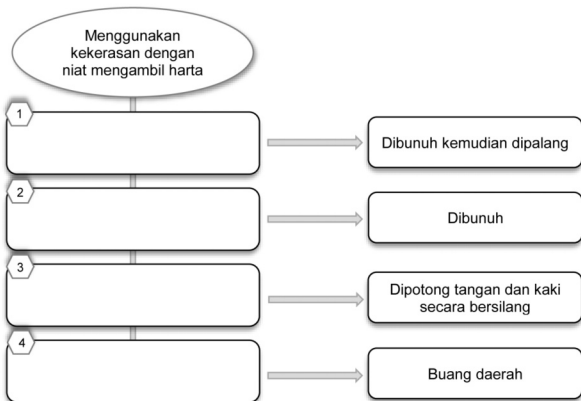 Menggunakan
kekerasan dengan
niat mengambil harta
1
Dibunuh kemudian dipalang
2
Dibunuh
3
Dipotong tangan dan kaki
secara bersilang
4
Buang daerah